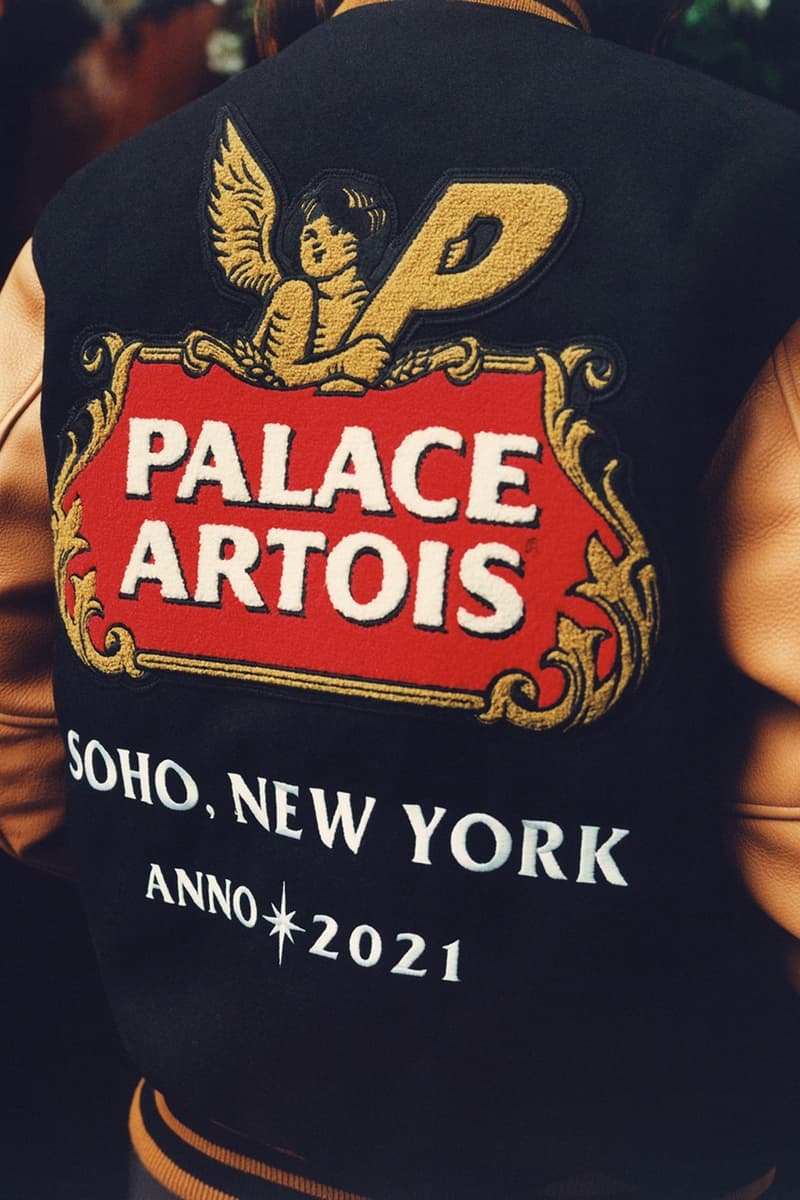 P
PALACE
ARTOIS
SOHO, NEW YORK
ANNO 2021